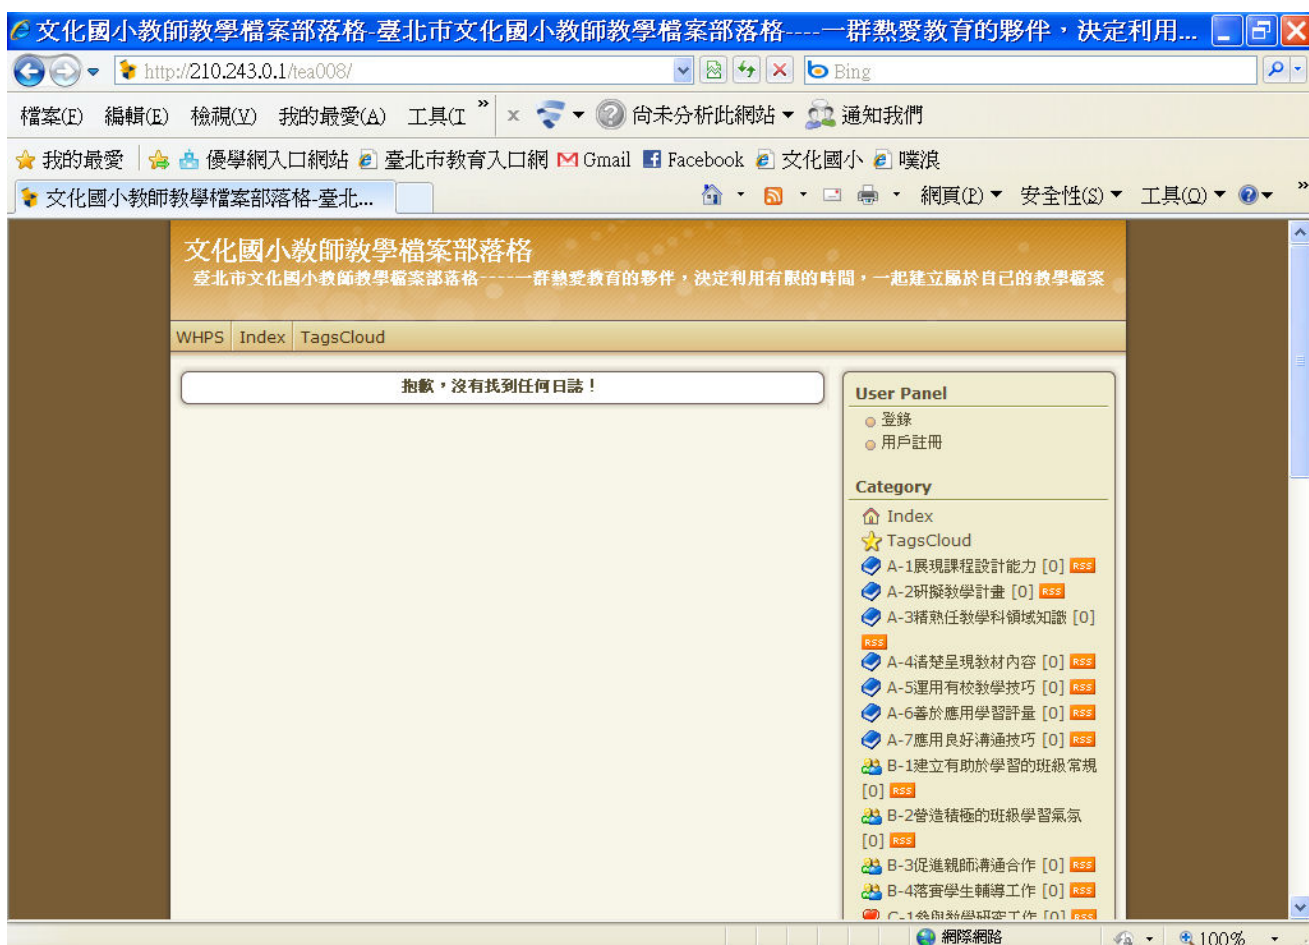 文化國小教師教學檔案部落格-臺北市文化國小教師教學檔案部落格----一群熱愛教育的夥伴，決定利用...
http://210.243.0.1/tea008/ Bing
檔案(F) 編輯(E) 檢視(V) 我的最愛(A) 工具(T » x 尚未分析此網站 通知我們
我的最愛 優學網入口網站 臺北市教育入口網 Gmail Facebook 文化國小 噗浪
文化國小教師教學檔案部落格-臺北... 網頁(P) 安全性(S) 工具(O) »
文化國小教師教學檔案部落格
臺北市文化國小教師教學檔案部落格----一群熱愛教育的夥伴，決定利用有限的時間，一起建立屬於自己的教學檔案
WHPS Index TagsCloud
抱歉，沒有找到任何日誌！
User Panel
登錄
用戶註冊
Category
Index
TagsCloud
A-1展現課程設計能力 [0] RSS
A-2研擬教學計畫 [0] RSS
A-3精熟任教學科領域知識 [0]
RSS
A-4清楚呈現教材內容 [0] RSS
A-5運用有校教學技巧 [0] RSS
A-6善於應用學習評量 [0] RSS
A-7應用良好溝通技巧 [0] RSS
B-1建立有助於學習的班級常規
[0] RSS
B-2營造積極的班級學習氣氛
[0] RSS
B-3促進親師溝通合作 [0] RSS
B-4落實學生輔導工作 [0] RSS
C-1參與教學研究工作 [0] RSS
網際網路 100%